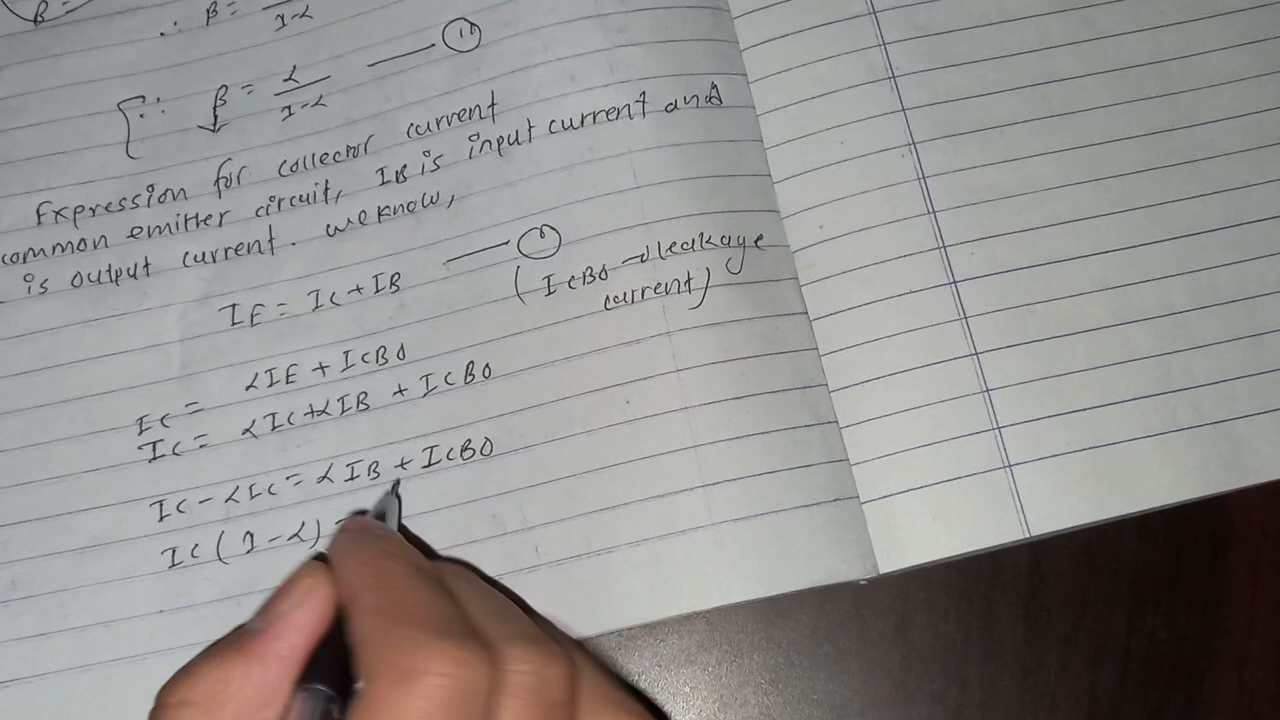 ∴ β =
1-α
∵ β = α/1-α — (11)
Expression for collector current
common emitter circuit, IB is input current and
is output current. we know,
IE = IC + IB — (1)
(ICBO → leakage
current)
IC = αIE + ICBO
IC = αIC + αIB + ICBO
IC - αIC = αIB + ICBO
IC (1-α) =